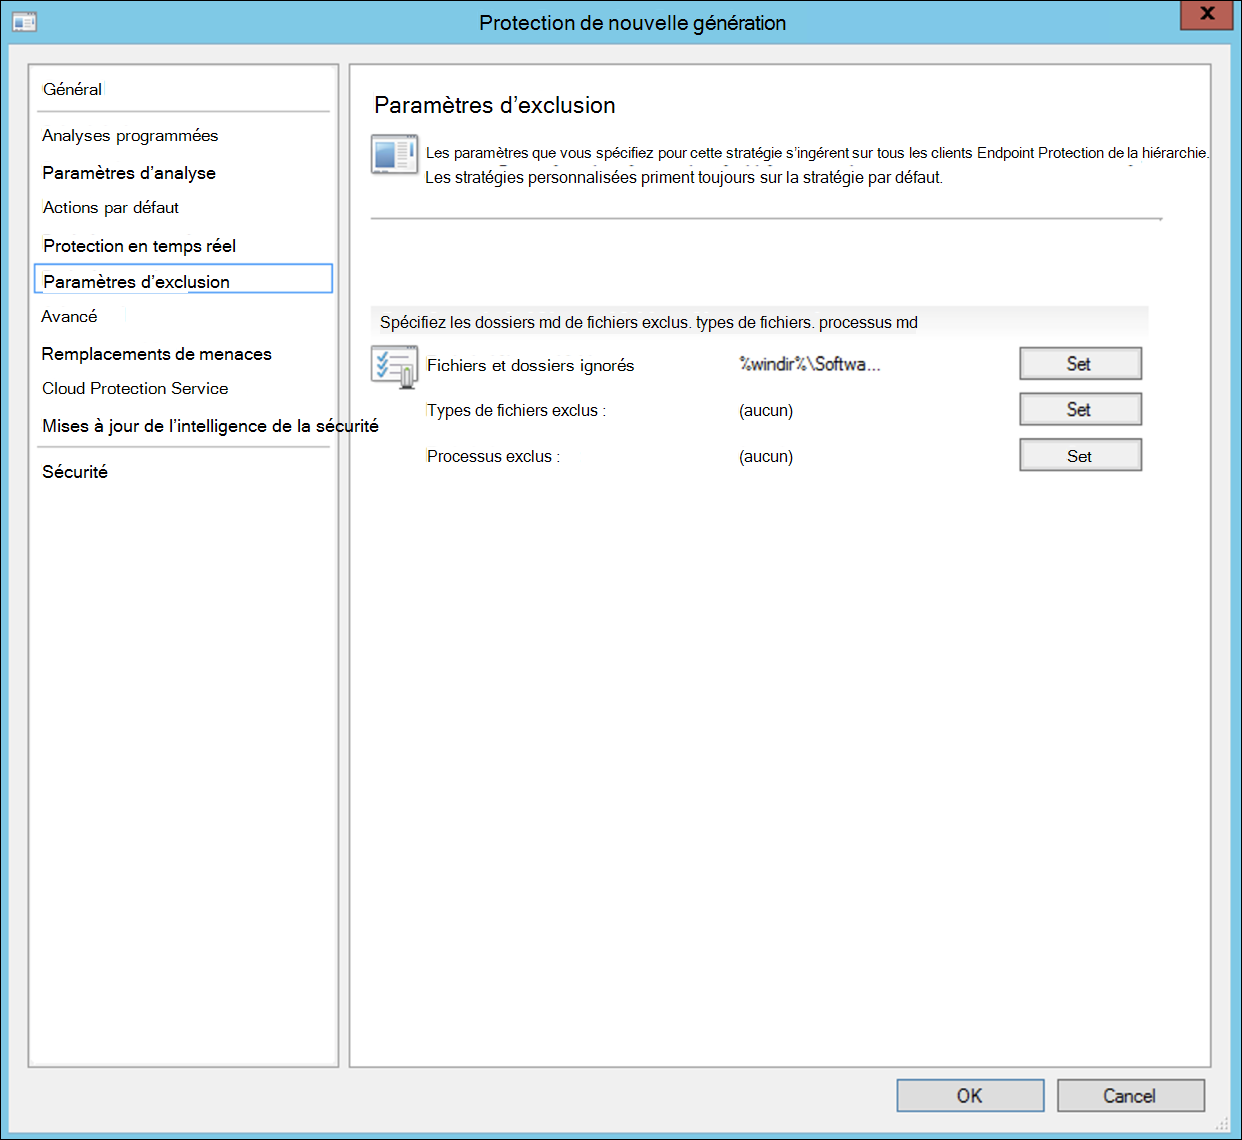 Protection de nouvelle génération
X
Général
Analyses programmées
Paramètres d’analyse
Actions par défaut
Protection en temps réel
Paramètres d’exclusion
Avancé
Remplacements de menaces
Cloud Protection Service
Mises à jour de l’intelligence de la sécurité
Sécurité
Paramètres d’exclusion
Les paramètres que vous spécifiez pour cette stratégie s’ingérent sur tous les clients Endpoint Protection de la hiérarchie.
Les stratégies personnalisées priment toujours sur la stratégie par défaut.
Spécifiez les dossiers md de fichiers exclus. types de fichiers. processus md
Fichiers et dossiers ignorés %windir%\Softwa... Set
Types de fichiers exclus : (aucun) Set
Processus exclus : (aucun) Set
OK Cancel